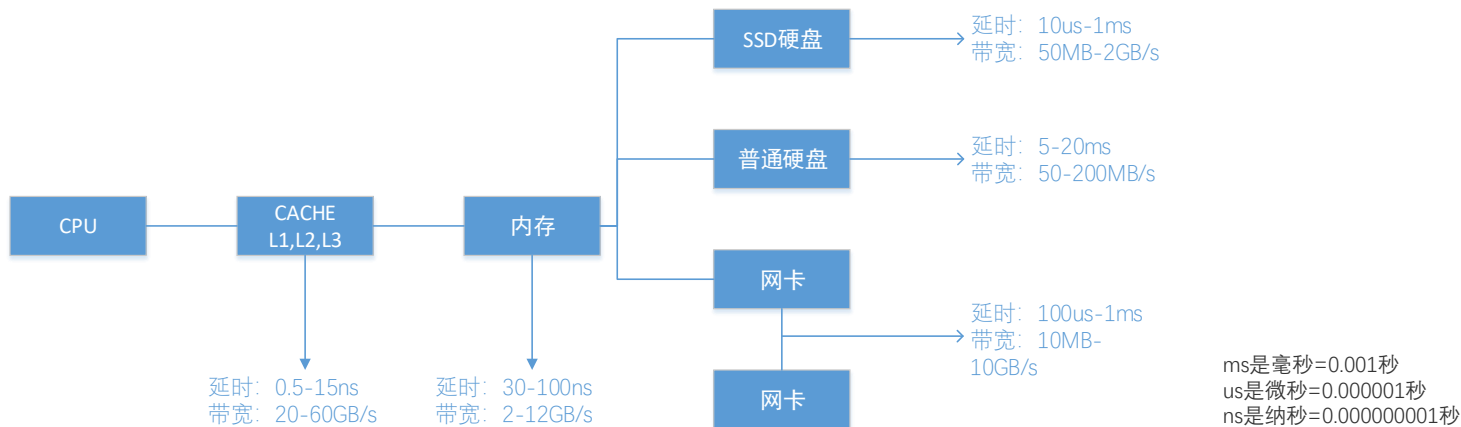 CPU
CACHE
L1,L2,L3
内存
SSD硬盘
延时：10us-1ms
带宽：50MB-2GB/s
普通硬盘
延时：5-20ms
带宽：50-200MB/s
网卡
延时：100us-1ms
带宽：10MB-
10GB/s
网卡
延时：0.5-15ns
带宽：20-60GB/s
延时：30-100ns
带宽：2-12GB/s
ms是毫秒=0.001秒
us是微秒=0.000001秒
ns是纳秒=0.000000001秒